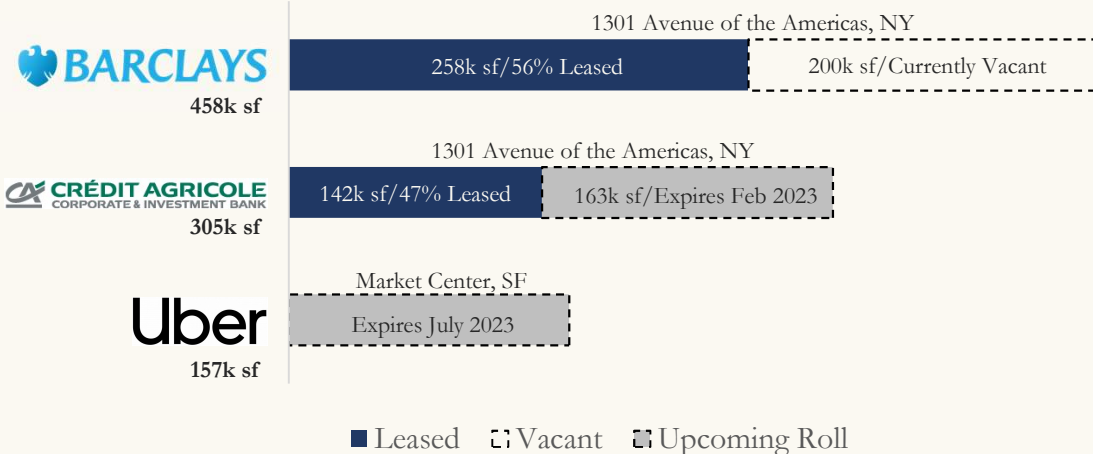 1301 Avenue of the Americas, NY
BARCLAYS
258k sf/56% Leased
200k sf/Currently Vacant
458k sf
1301 Avenue of the Americas, NY
CRÉDIT AGRICOLE
CORPORATE & INVESTMENT BANK
142k sf/47% Leased
163k sf/Expires Feb 2023
305k sf
Market Center, SF
Uber
Expires July 2023
157k sf
Leased Vacant Upcoming Roll